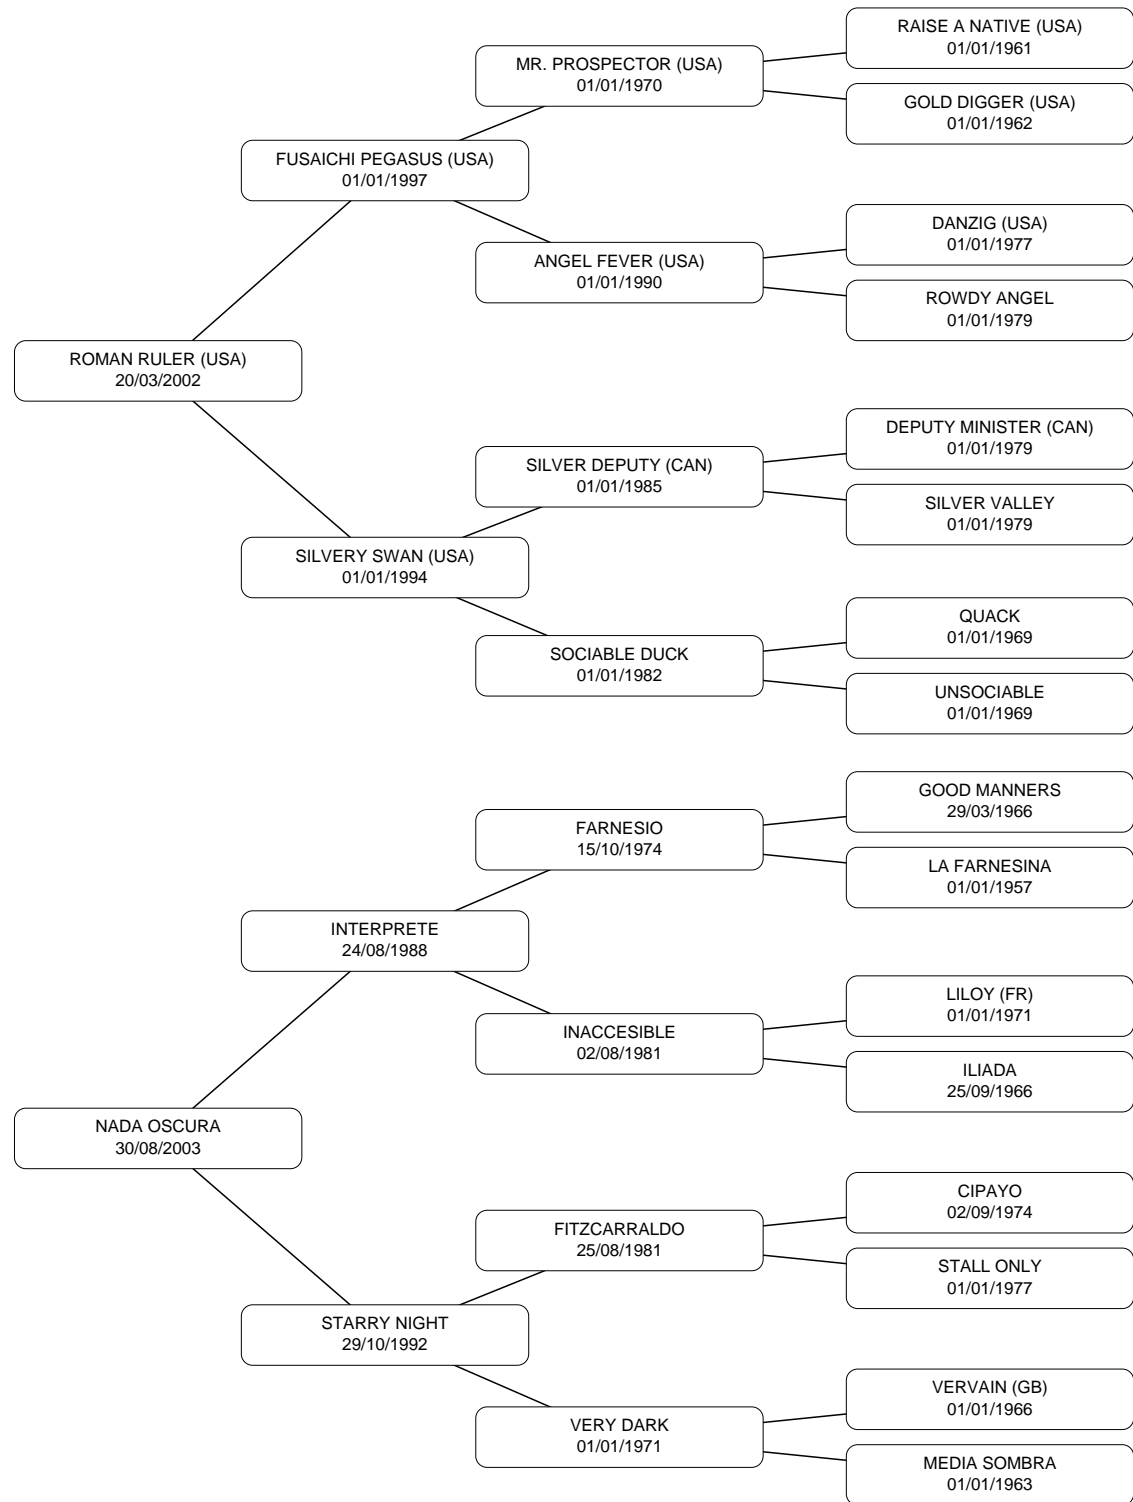 RAISE A NATIVE (USA)
01/01/1961
MR. PROSPECTOR (USA)
01/01/1970
GOLD DIGGER (USA)
01/01/1962
FUSAICHI PEGASUS (USA)
01/01/1997
DANZIG (USA)
01/01/1977
ANGEL FEVER (USA)
01/01/1990
ROWDY ANGEL
01/01/1979
ROMAN RULER (USA)
20/03/2002
DEPUTY MINISTER (CAN)
01/01/1979
SILVER DEPUTY (CAN)
01/01/1985
SILVER VALLEY
01/01/1979
SILVERY SWAN (USA)
01/01/1994
QUACK
01/01/1969
SOCIABLE DUCK
01/01/1982
UNSOCIABLE
01/01/1969
GOOD MANNERS
29/03/1966
FARNESIO
15/10/1974
LA FARNESINA
01/01/1957
INTERPRETE
24/08/1988
LILOY (FR)
01/01/1971
INACCESIBLE
02/08/1981
ILIADA
25/09/1966
NADA OSCURA
30/08/2003
CIPAYO
02/09/1974
FITZCARRALDO
25/08/1981
STALL ONLY
01/01/1977
STARRY NIGHT
29/10/1992
VERVAIN (GB)
01/01/1966
VERY DARK
01/01/1971
MEDIA SOMBRA
01/01/1963